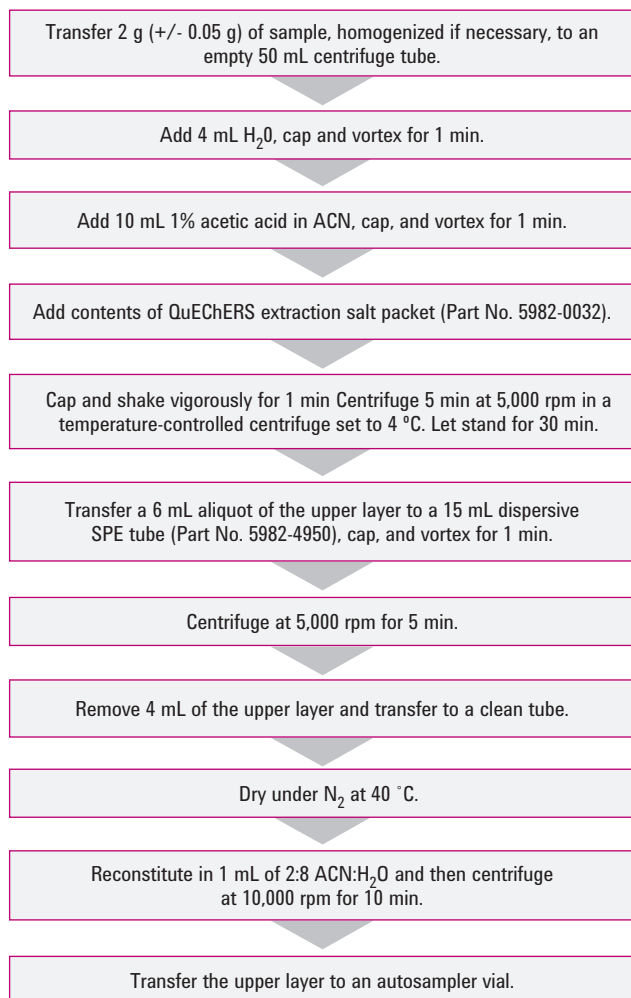 Transfer 2 g (+/- 0.05 g) of sample, homogenized if necessary, to an
empty 50 mL centrifuge tube.
Add 4 mL H₂0, cap and vortex for 1 min.
Add 10 mL 1% acetic acid in ACN, cap, and vortex for 1 min.
Add contents of QuEChERS extraction salt packet (Part No. 5982-0032).
Cap and shake vigorously for 1 min Centrifuge 5 min at 5,000 rpm in a
temperature-controlled centrifuge set to 4 ºC. Let stand for 30 min.
Transfer a 6 mL aliquot of the upper layer to a 15 mL dispersive
SPE tube (Part No. 5982-4950), cap, and vortex for 1 min.
Centrifuge at 5,000 rpm for 5 min.
Remove 4 mL of the upper layer and transfer to a clean tube.
Dry under N₂ at 40 ˚C.
Reconstitute in 1 mL of 2:8 ACN:H₂O and then centrifuge
at 10,000 rpm for 10 min.
Transfer the upper layer to an autosampler vial.